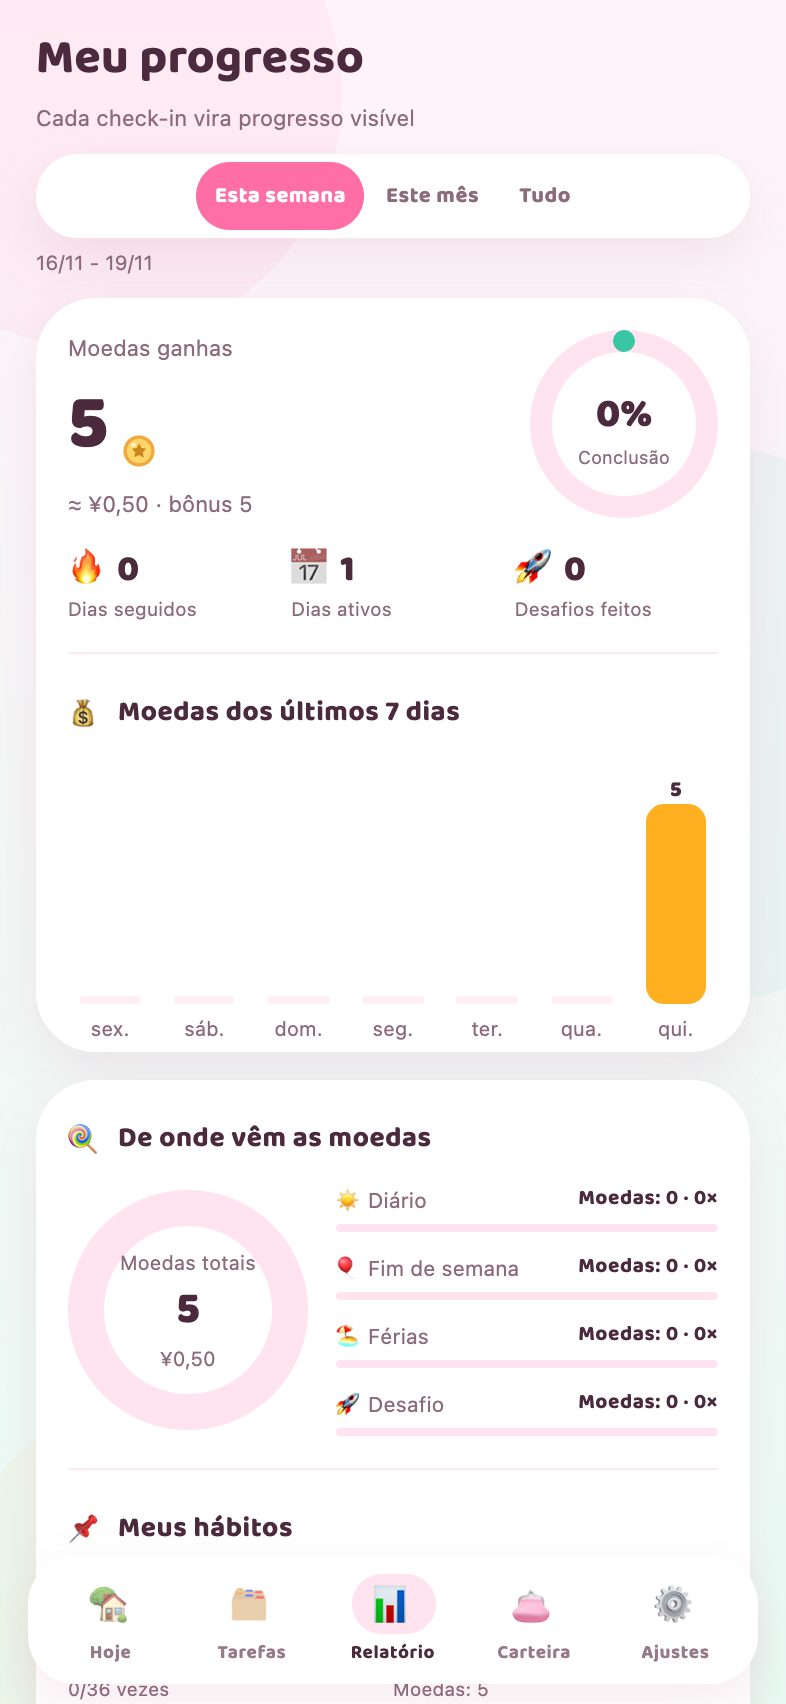 Meu progresso
Cada check-in vira progresso visível
Esta semana Este mês Tudo
16/11 - 19/11
Moedas ganhas
5
≈ ¥0,50 · bônus 5
0%
Conclusão
0
Dias seguidos
JUL 17 1
Dias ativos
0
Desafios feitos
Moedas dos últimos 7 dias
5
sex. sáb. dom. seg. ter. qua. qui.
De onde vêm as moedas
Moedas totais
5
¥0,50
Diário Moedas: 0 · 0×
Fim de semana Moedas: 0 · 0×
Férias Moedas: 0 · 0×
Desafio Moedas: 0 · 0×
Meus hábitos
Hoje Tarefas Relatório Carteira Ajustes
0/36 vezes Moedas: 5